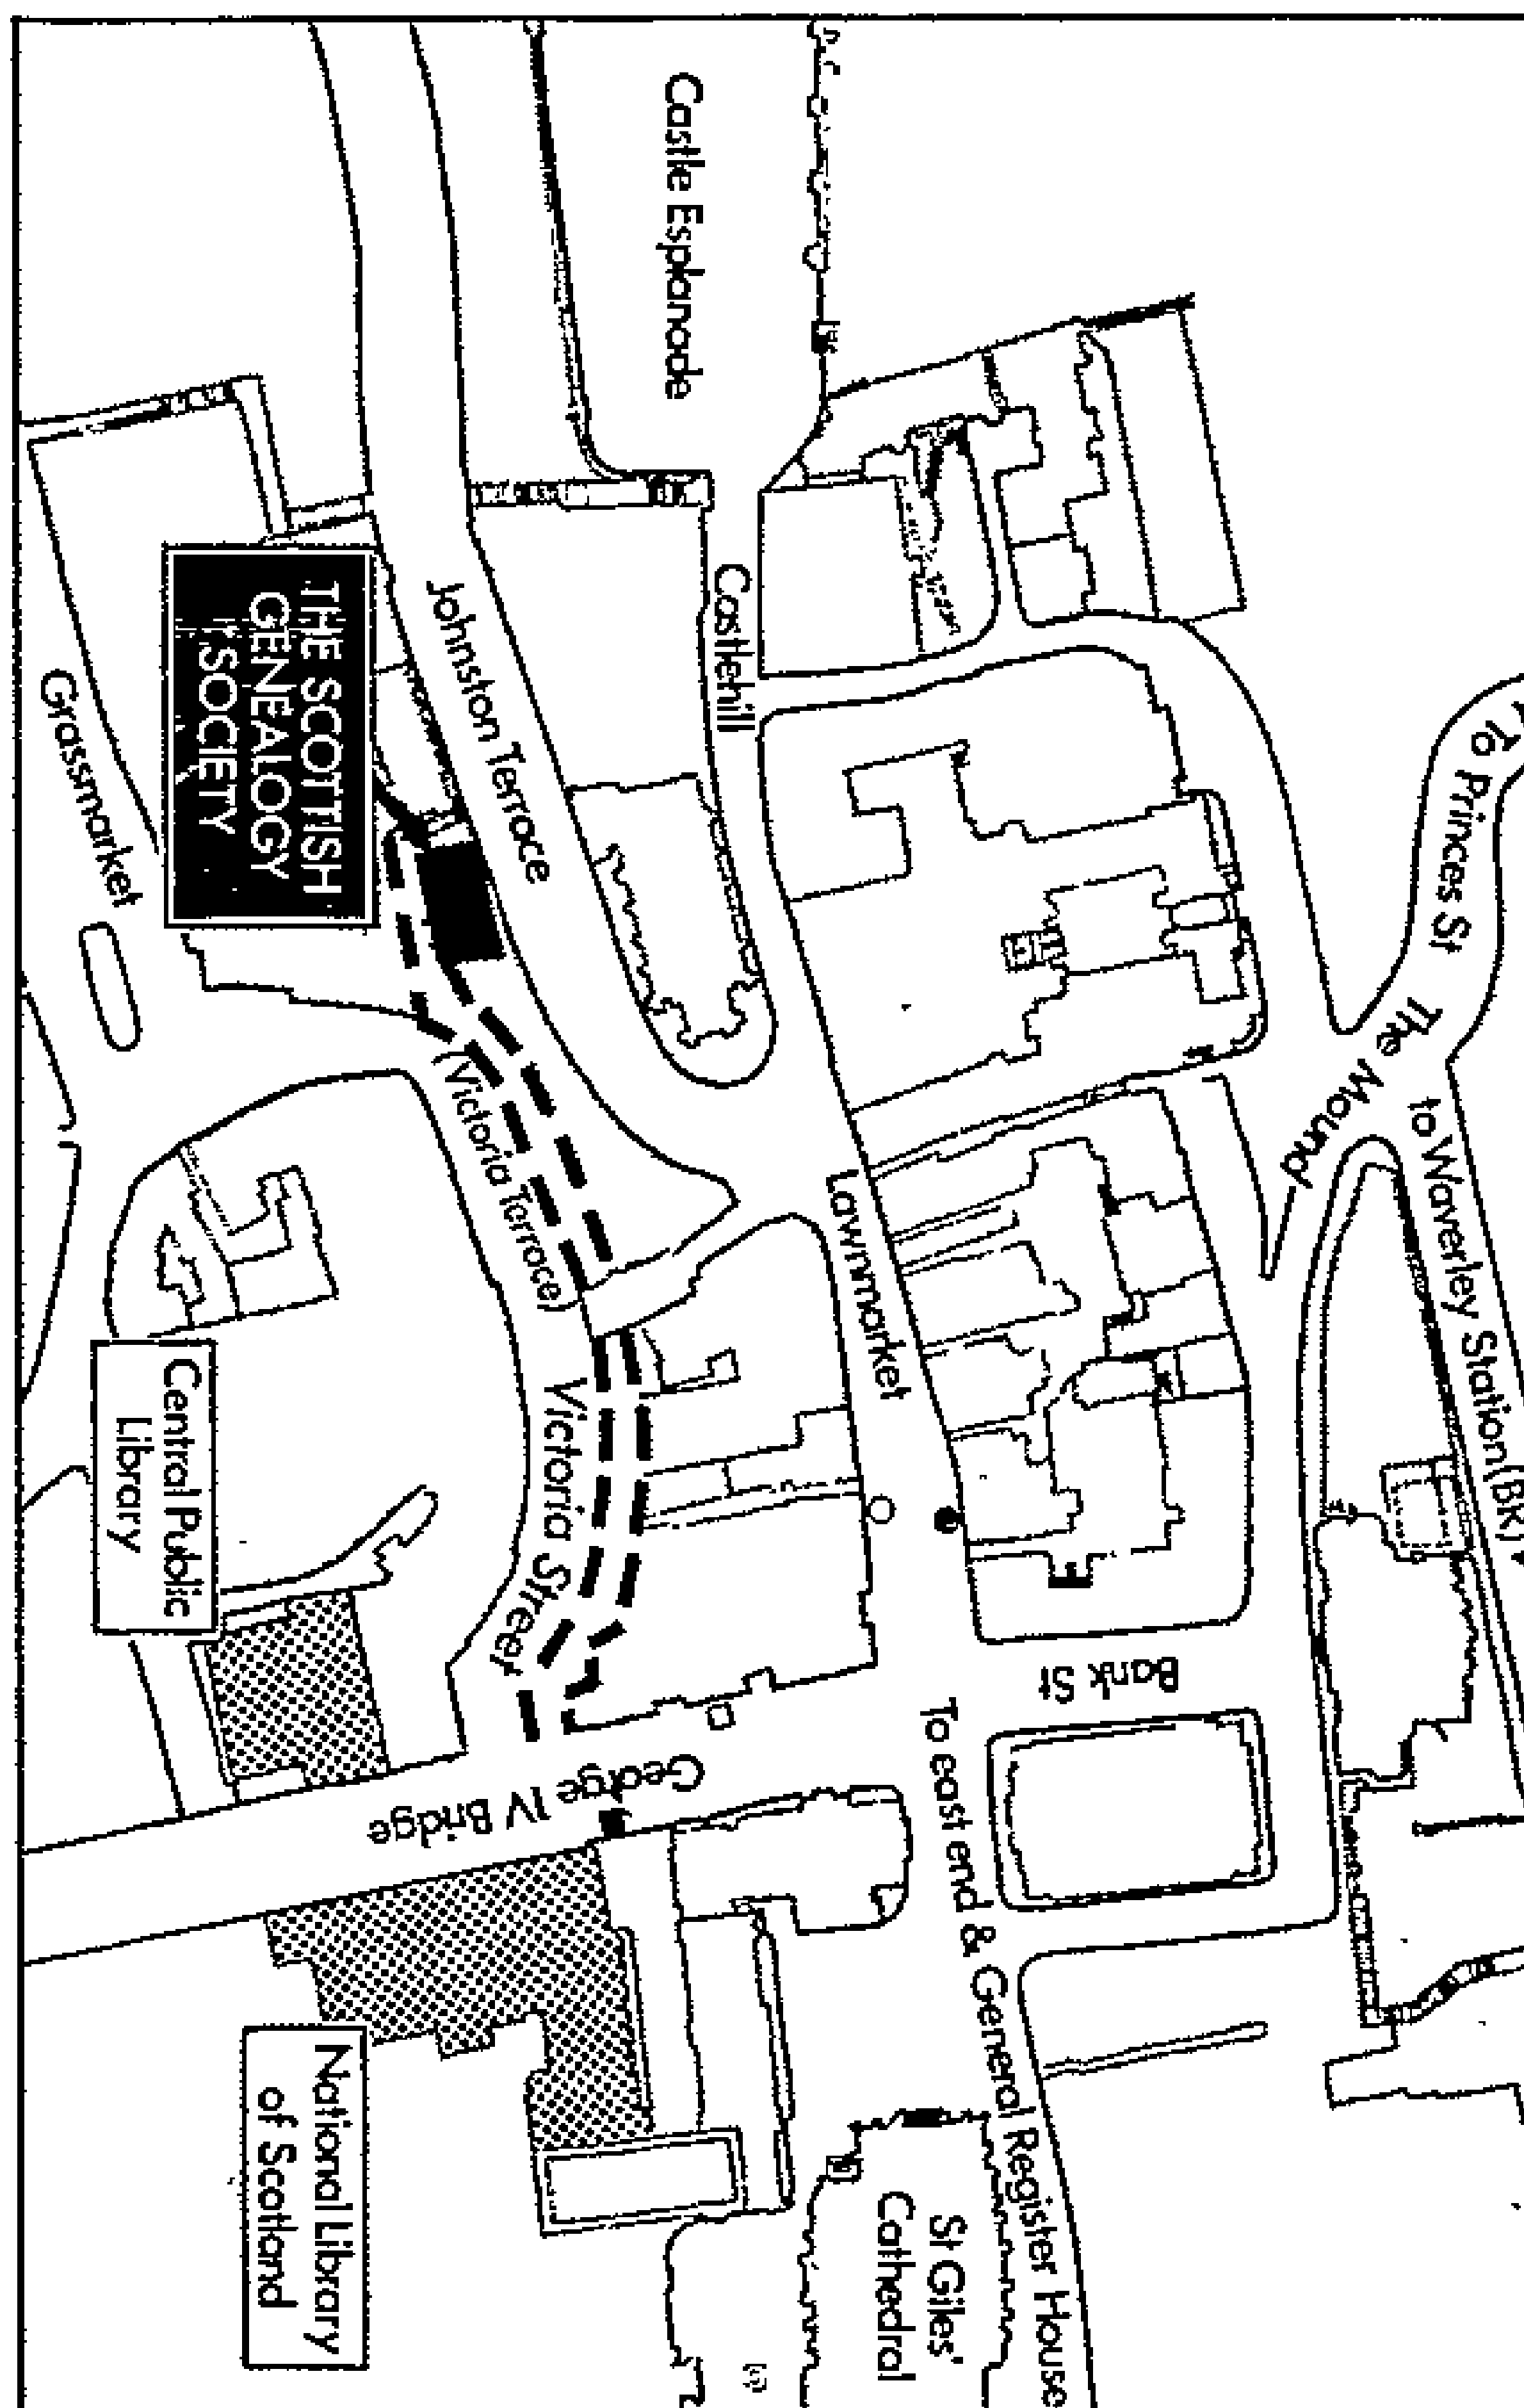 To Princes St
The Mound
to Waverley Station (BR)
Castle Esplanade
Castlehill
Johnston Terrace
Lawnmarket
Bank St
To east end & General Register House
THE SCOTTISH
GENEALOGY
SOCIETY
Grassmarket
(Victoria Terrace)
Victoria Street
George IV Bridge
St Giles'
Cathedral
Central Public
Library
National Library
of Scotland